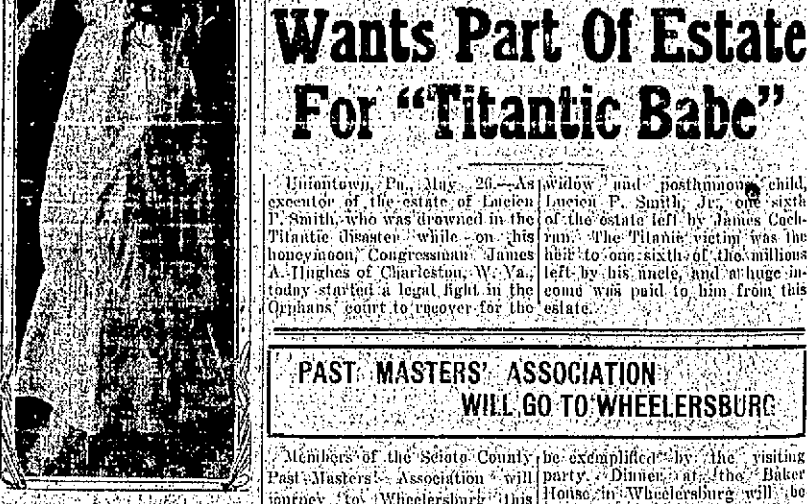 Wants Part Of Estate
For "Titantic Babe"
Uniontown, Pa., May 26.—As
executor of the estate of Lucien
P. Smith, who was drowned in the
Titantic disaster while on his
honeymoon, Congressman James
A. Hughes of Charleston, W. Va.,
today started a legal fight in the
Orphans' court to recover for the
widow and posthumous child,
Lucien P. Smith, Jr., one sixth
of the estate left by James Coch
ran. The Titanic victim was the
heir to one sixth of the millions
left by his uncle, and a huge in
come was paid to him from this
estate.
PAST MASTERS' ASSOCIATION
WILL GO TO WHEELERSBURG
Members of the Scioto County
Past Masters' Association will
journey to Wheelersburg this
be exemplified by the visiting
party. Dinner at the Baker
House in Wheelersburg will be